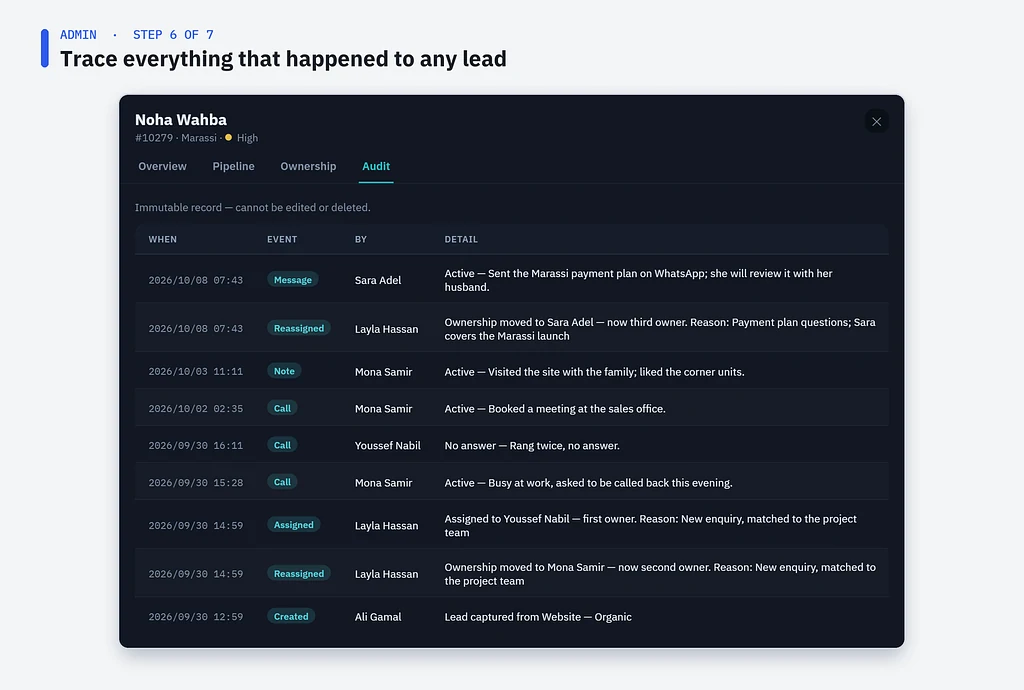 ADMIN · STEP 6 OF 7
Trace everything that happened to any lead
Noha Wahba
#10279 · Marassi · High
Overview Pipeline Ownership Audit
Immutable record — cannot be edited or deleted.
WHEN EVENT BY DETAIL
2026/10/08 07:43 Message Sara Adel Active — Sent the Marassi payment plan on WhatsApp; she will review it with her
husband.
2026/10/08 07:43 Reassigned Layla Hassan Ownership moved to Sara Adel — now third owner. Reason: Payment plan questions; Sara
covers the Marassi launch
2026/10/03 11:11 Note Mona Samir Active — Visited the site with the family; liked the corner units.
2026/10/02 02:35 Call Mona Samir Active — Booked a meeting at the sales office.
2026/09/30 16:11 Call Youssef Nabil No answer — Rang twice, no answer.
2026/09/30 15:28 Call Mona Samir Active — Busy at work, asked to be called back this evening.
2026/09/30 14:59 Assigned Layla Hassan Assigned to Youssef Nabil — first owner. Reason: New enquiry, matched to the project
team
2026/09/30 14:59 Reassigned Layla Hassan Ownership moved to Mona Samir — now second owner. Reason: New enquiry, matched to
the project team
2026/09/30 12:59 Created Ali Gamal Lead captured from Website — Organic